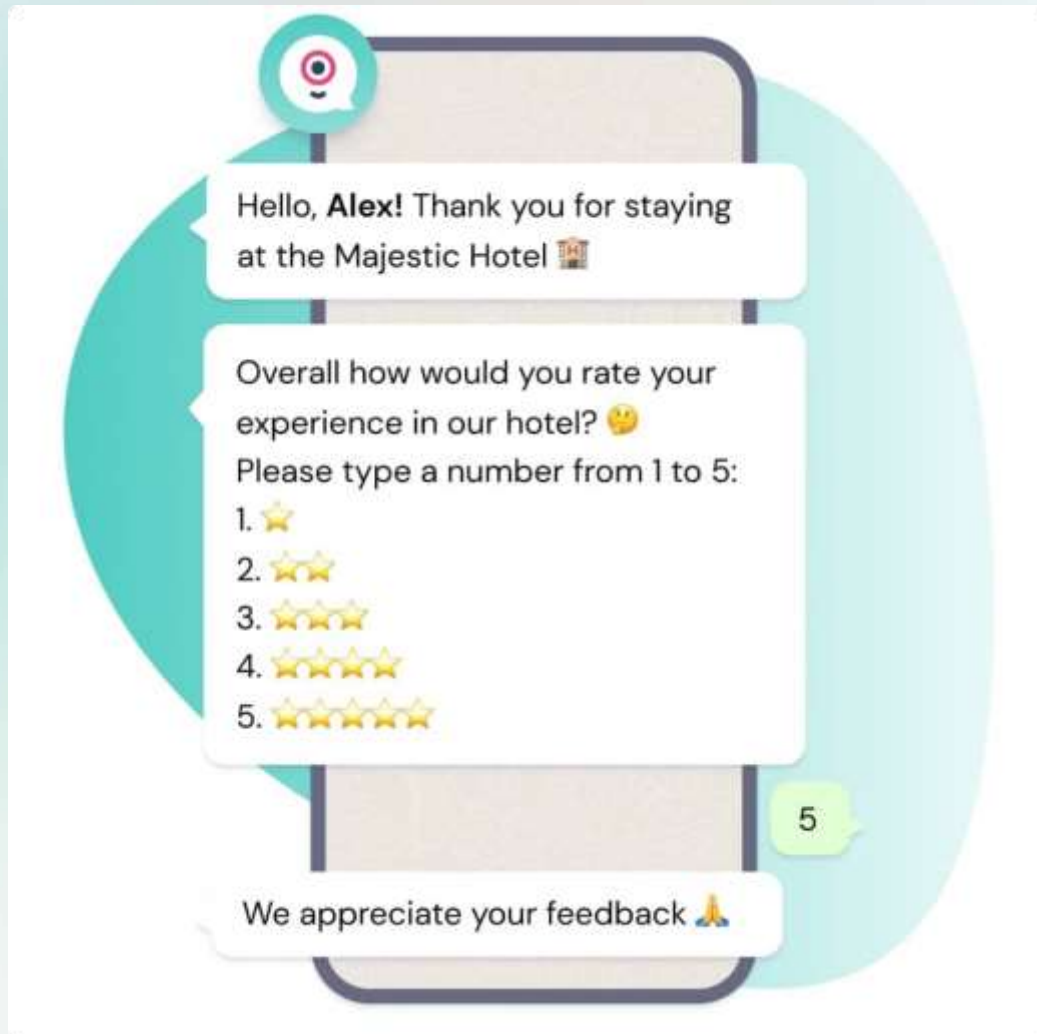 Hello, Alex! Thank you for staying
at the Majestic Hotel 🏨
Overall how would you rate your
experience in our hotel? 🤔
Please type a number from 1 to 5:
1. ⭐
2. ⭐⭐
3. ⭐⭐⭐
4. ⭐⭐⭐⭐
5. ⭐⭐⭐⭐⭐
5
We appreciate your feedback 🙏